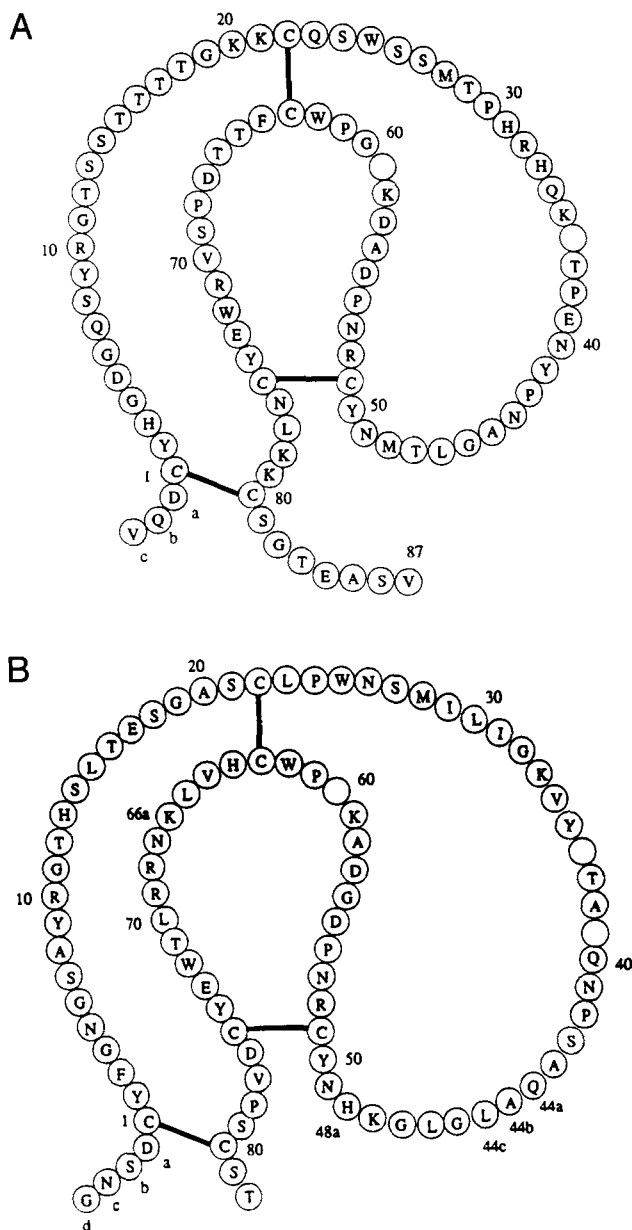 A
V Q D C Y H G D G Q S Y R G T S S T T T T G K K C Q S W S S M T P H R H Q K T P E N Y P N A G L T M N Y C R N P D A D K G P W C F T T D P S V R W E Y C N L K K C S G T E A S V
c b a 1 10 20 30 40 50 60 70 80 87
B
G N S D C Y F G N G S A Y R G T H S L T E S G A S C L P W N S M I L I G K V Y T A Q N P S A Q A L G L G K H N Y C R N P D G D A K P W C H V L K N R R L T W E Y C D V P S C S T
d c b a 1 10 20 30 40 44a 44b 44c 48a 50 60 66a 70 80